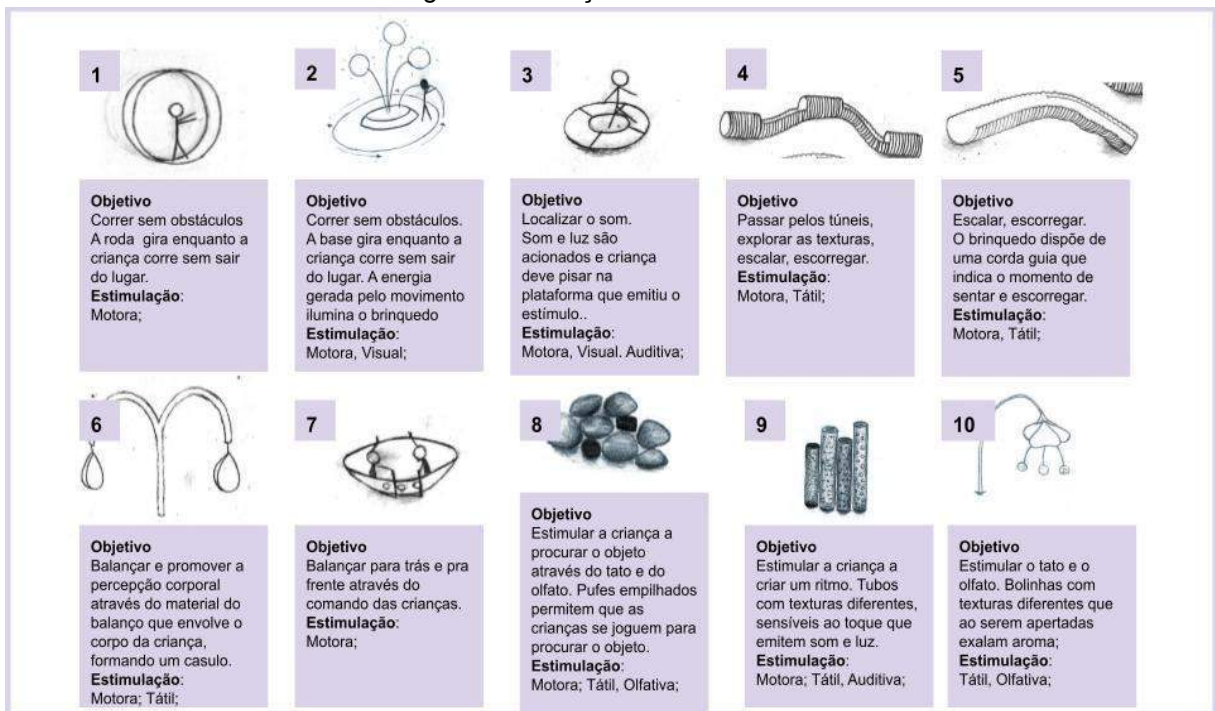 1
Objetivo
Correr sem obstáculos
A roda gira enquanto a
criança corre sem sair
do lugar.
Estimulação:
Motora;
2
Objetivo
Correr sem obstáculos.
A base gira enquanto a
criança corre sem sair
do lugar. A energia
gerada pelo movimento
ilumina o brinquedo
Estimulação:
Motora, Visual;
3
Objetivo
Localizar o som.
Som e luz são
acionados e criança
deve pisar na
plataforma que emitiu o
estímulo..
Estimulação:
Motora, Visual. Auditiva;
4
Objetivo
Passar pelos túneis,
explorar as texturas,
escalar, escorregar.
Estimulação:
Motora, Tátil;
5
Objetivo
Escalar, escorregar.
O brinquedo dispõe de
uma corda guia que
indica o momento de
sentar e escorregar.
Estimulação:
Motora, Tátil;
6
Objetivo
Balançar e promover a
percepção corporal
através do material do
balanço que envolve o
corpo da criança,
formando um casulo.
Estimulação:
Motora; Tátil;
7
Objetivo
Balançar para trás e pra
frente através do
comando das crianças.
Estimulação:
Motora;
8
Objetivo
Estimular a criança a
procurar o objeto
através do tato e do
olfato. Pufes empilhados
permitem que as
crianças se joguem para
procurar o objeto.
Estimulação:
Motora; Tátil, Olfativa;
9
Objetivo
Estimular a criança a
criar um ritmo. Tubos
com texturas diferentes,
sensíveis ao toque que
emitem som e luz.
Estimulação:
Motora; Tátil, Auditiva;
10
Objetivo
Estimular o tato e o
olfato. Bolinhas com
texturas diferentes que
ao serem apertadas
exalam aroma;
Estimulação:
Tátil, Olfativa;